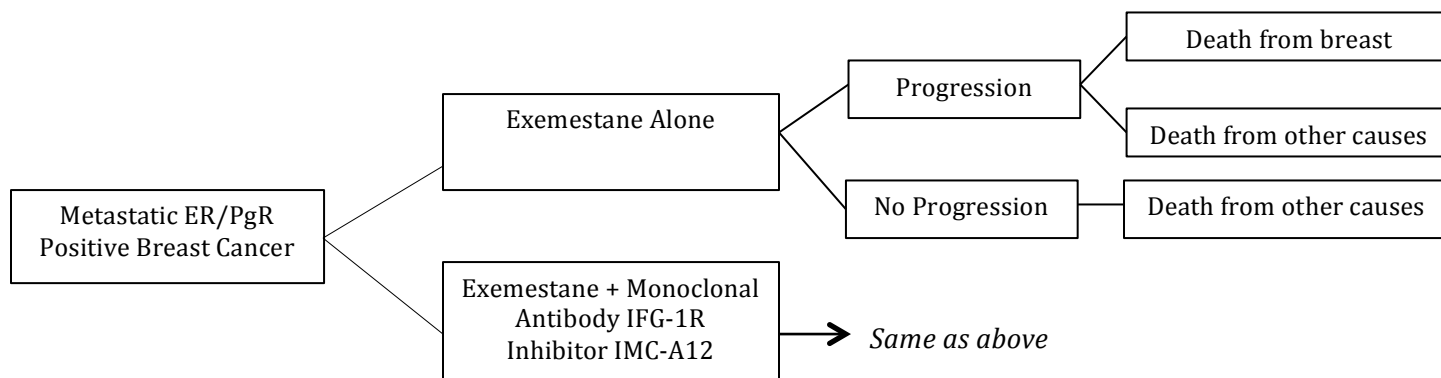 Death from breast
Progression
Exemestane Alone
Death from other causes
Metastatic ER/PgR
Positive Breast Cancer
No Progression
Death from other causes
Exemestane + Monoclonal
Antibody IFG-1R
Inhibitor IMC-A12
Same as above